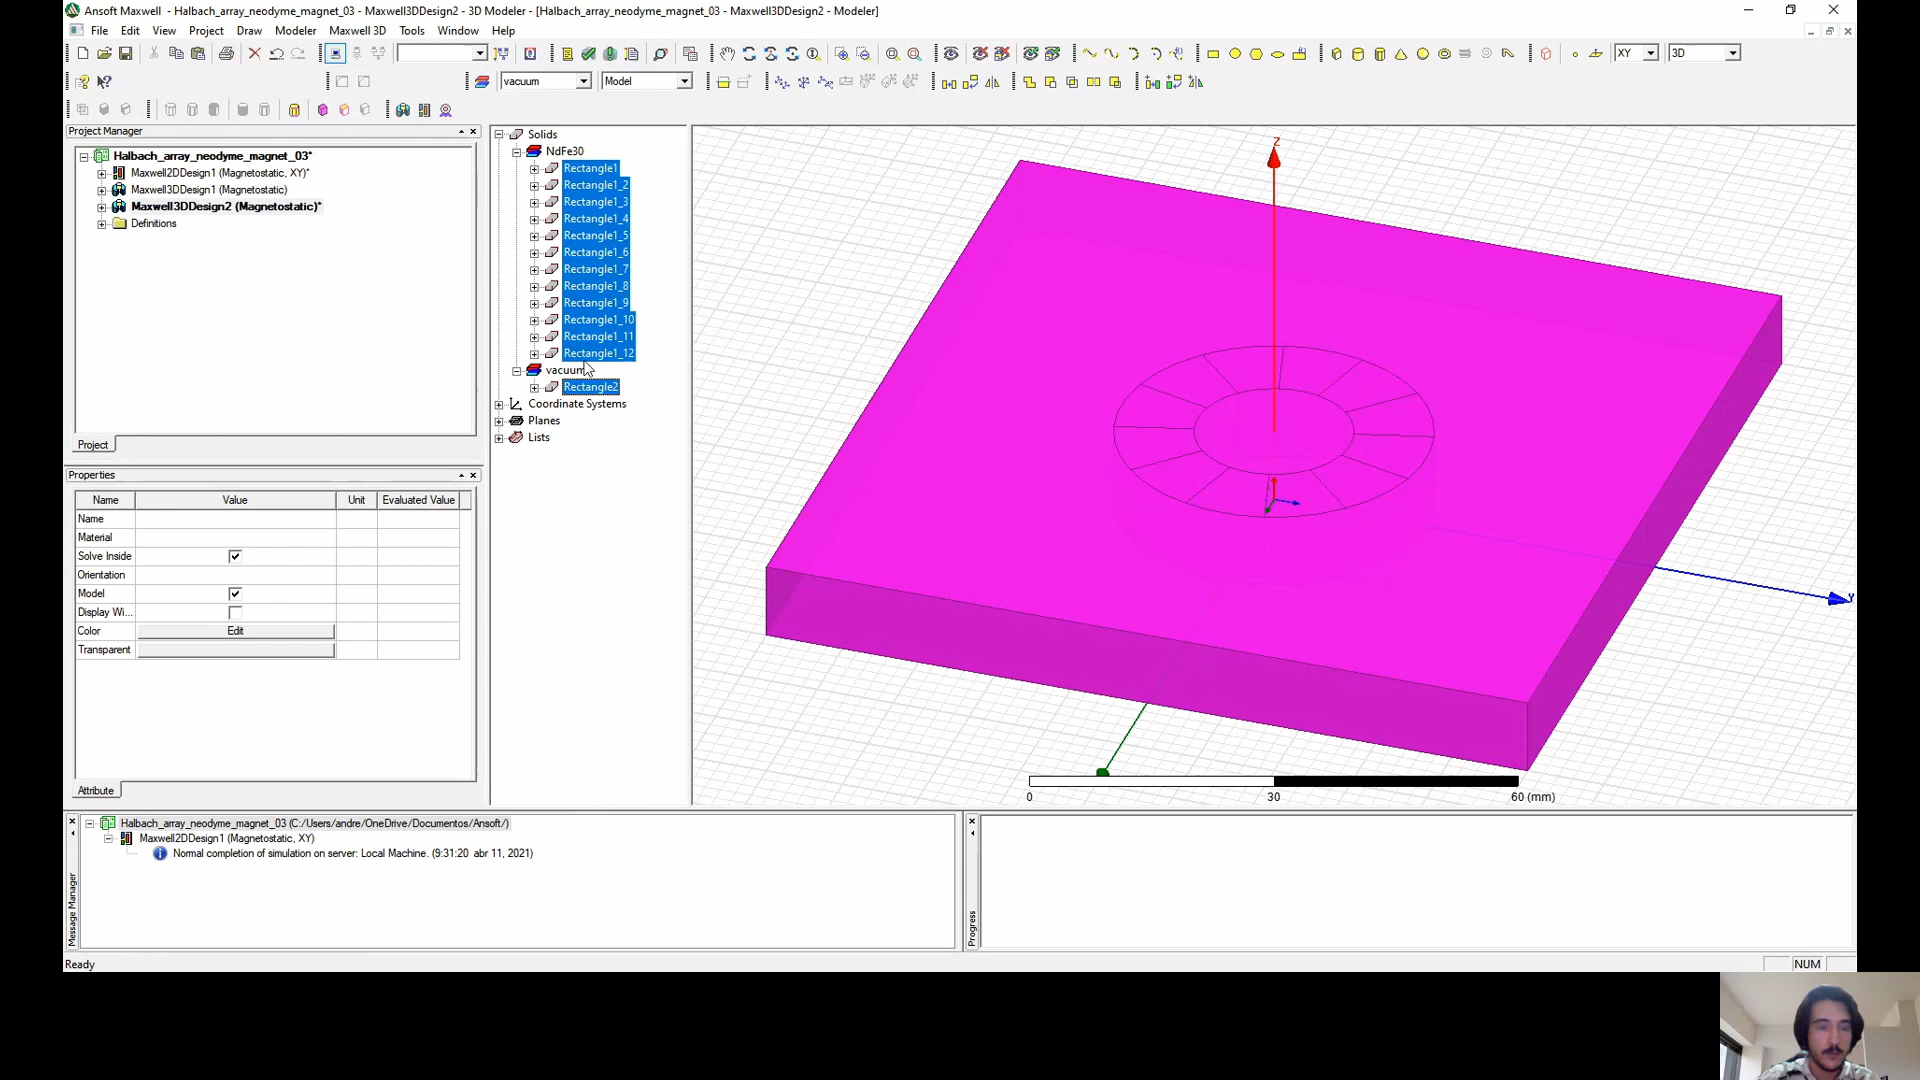 Ansoft Maxwell - Halbach_array_neodyme_magnet_03 - Maxwell3DDesign2 - 3D Modeler - [Halbach_array_neodyme_magnet_03 - Maxwell3DDesign2 - Modeler]
File Edit View Project Draw Modeler Maxwell 3D Tools Window Help
XY 3D
vacuum Model
Project Manager
Halbach_array_neodyme_magnet_03*
Maxwell2DDesign1 (Magnetostatic, XY)*
Maxwell3DDesign1 (Magnetostatic)
Maxwell3DDesign2 (Magnetostatic)*
Definitions
Project
Properties
Name Value Unit Evaluated Value
Name
Material
Solve Inside
Orientation
Model
Display Wi...
Color Edit
Transparent
Attribute
Solids
NdFe30
Rectangle1
Rectangle1_2
Rectangle1_3
Rectangle1_4
Rectangle1_5
Rectangle1_6
Rectangle1_7
Rectangle1_8
Rectangle1_9
Rectangle1_10
Rectangle1_11
Rectangle1_12
vacuum
Rectangle2
Coordinate Systems
Planes
Lists
Z
Y
0 30 60 (mm)
Message Manager
Halbach_array_neodyme_magnet_03 (C:/Users/andre/OneDrive/Documentos/Ansoft/)
Maxwell2DDesign1 (Magnetostatic, XY)
Normal completion of simulation on server: Local Machine. (9:31:20 abr 11, 2021)
Progress
Ready
NUM